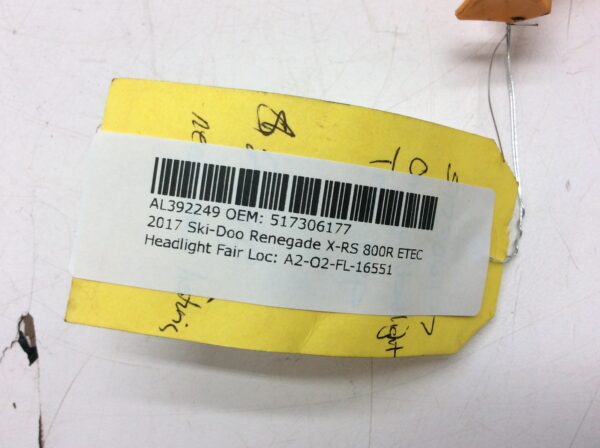 AL392249 OEM: 517306177
2017 Ski-Doo Renegade X-RS 800R ETEC
Headlight Fair Loc: A2-O2-FL-16551